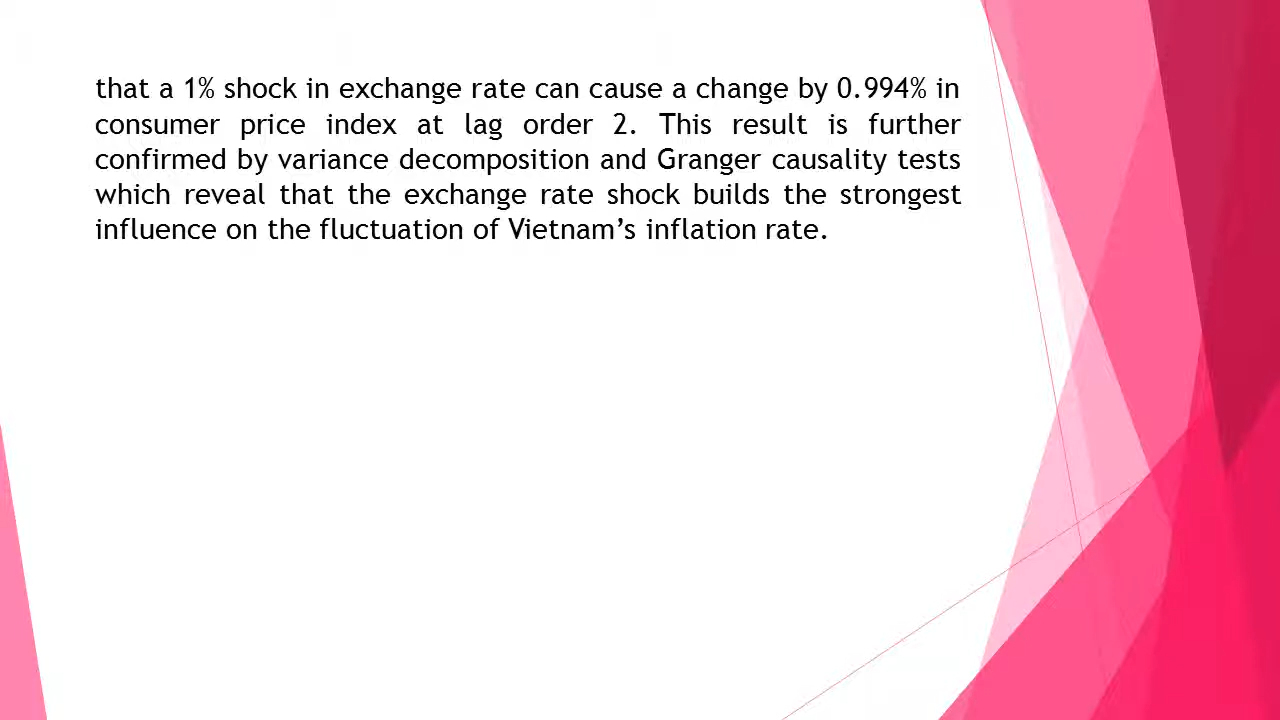 that a 1% shock in exchange rate can cause a change by 0.994% in
consumer price index at lag order 2. This result is further
confirmed by variance decomposition and Granger causality tests
which reveal that the exchange rate shock builds the strongest
influence on the fluctuation of Vietnam’s inflation rate.